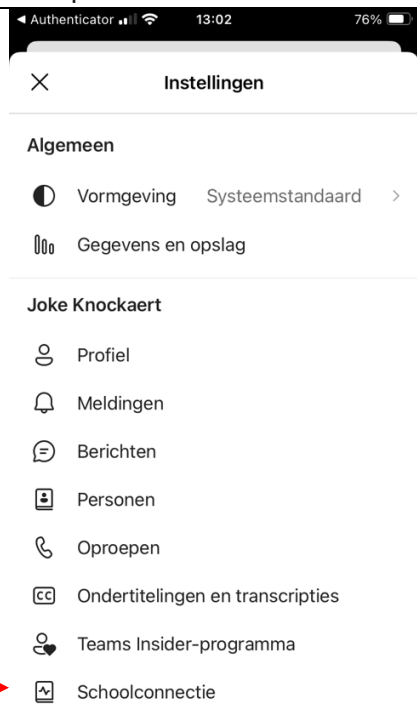 ◀ Authenticator 13:02 76%
Instellingen
Algemeen
Vormgeving Systeemstandaard
Gegevens en opslag
Joke Knockaert
Profiel
Meldingen
Berichten
Personen
Oproepen
CC Ondertitelingen en transcripties
Teams Insider-programma
Schoolconnectie